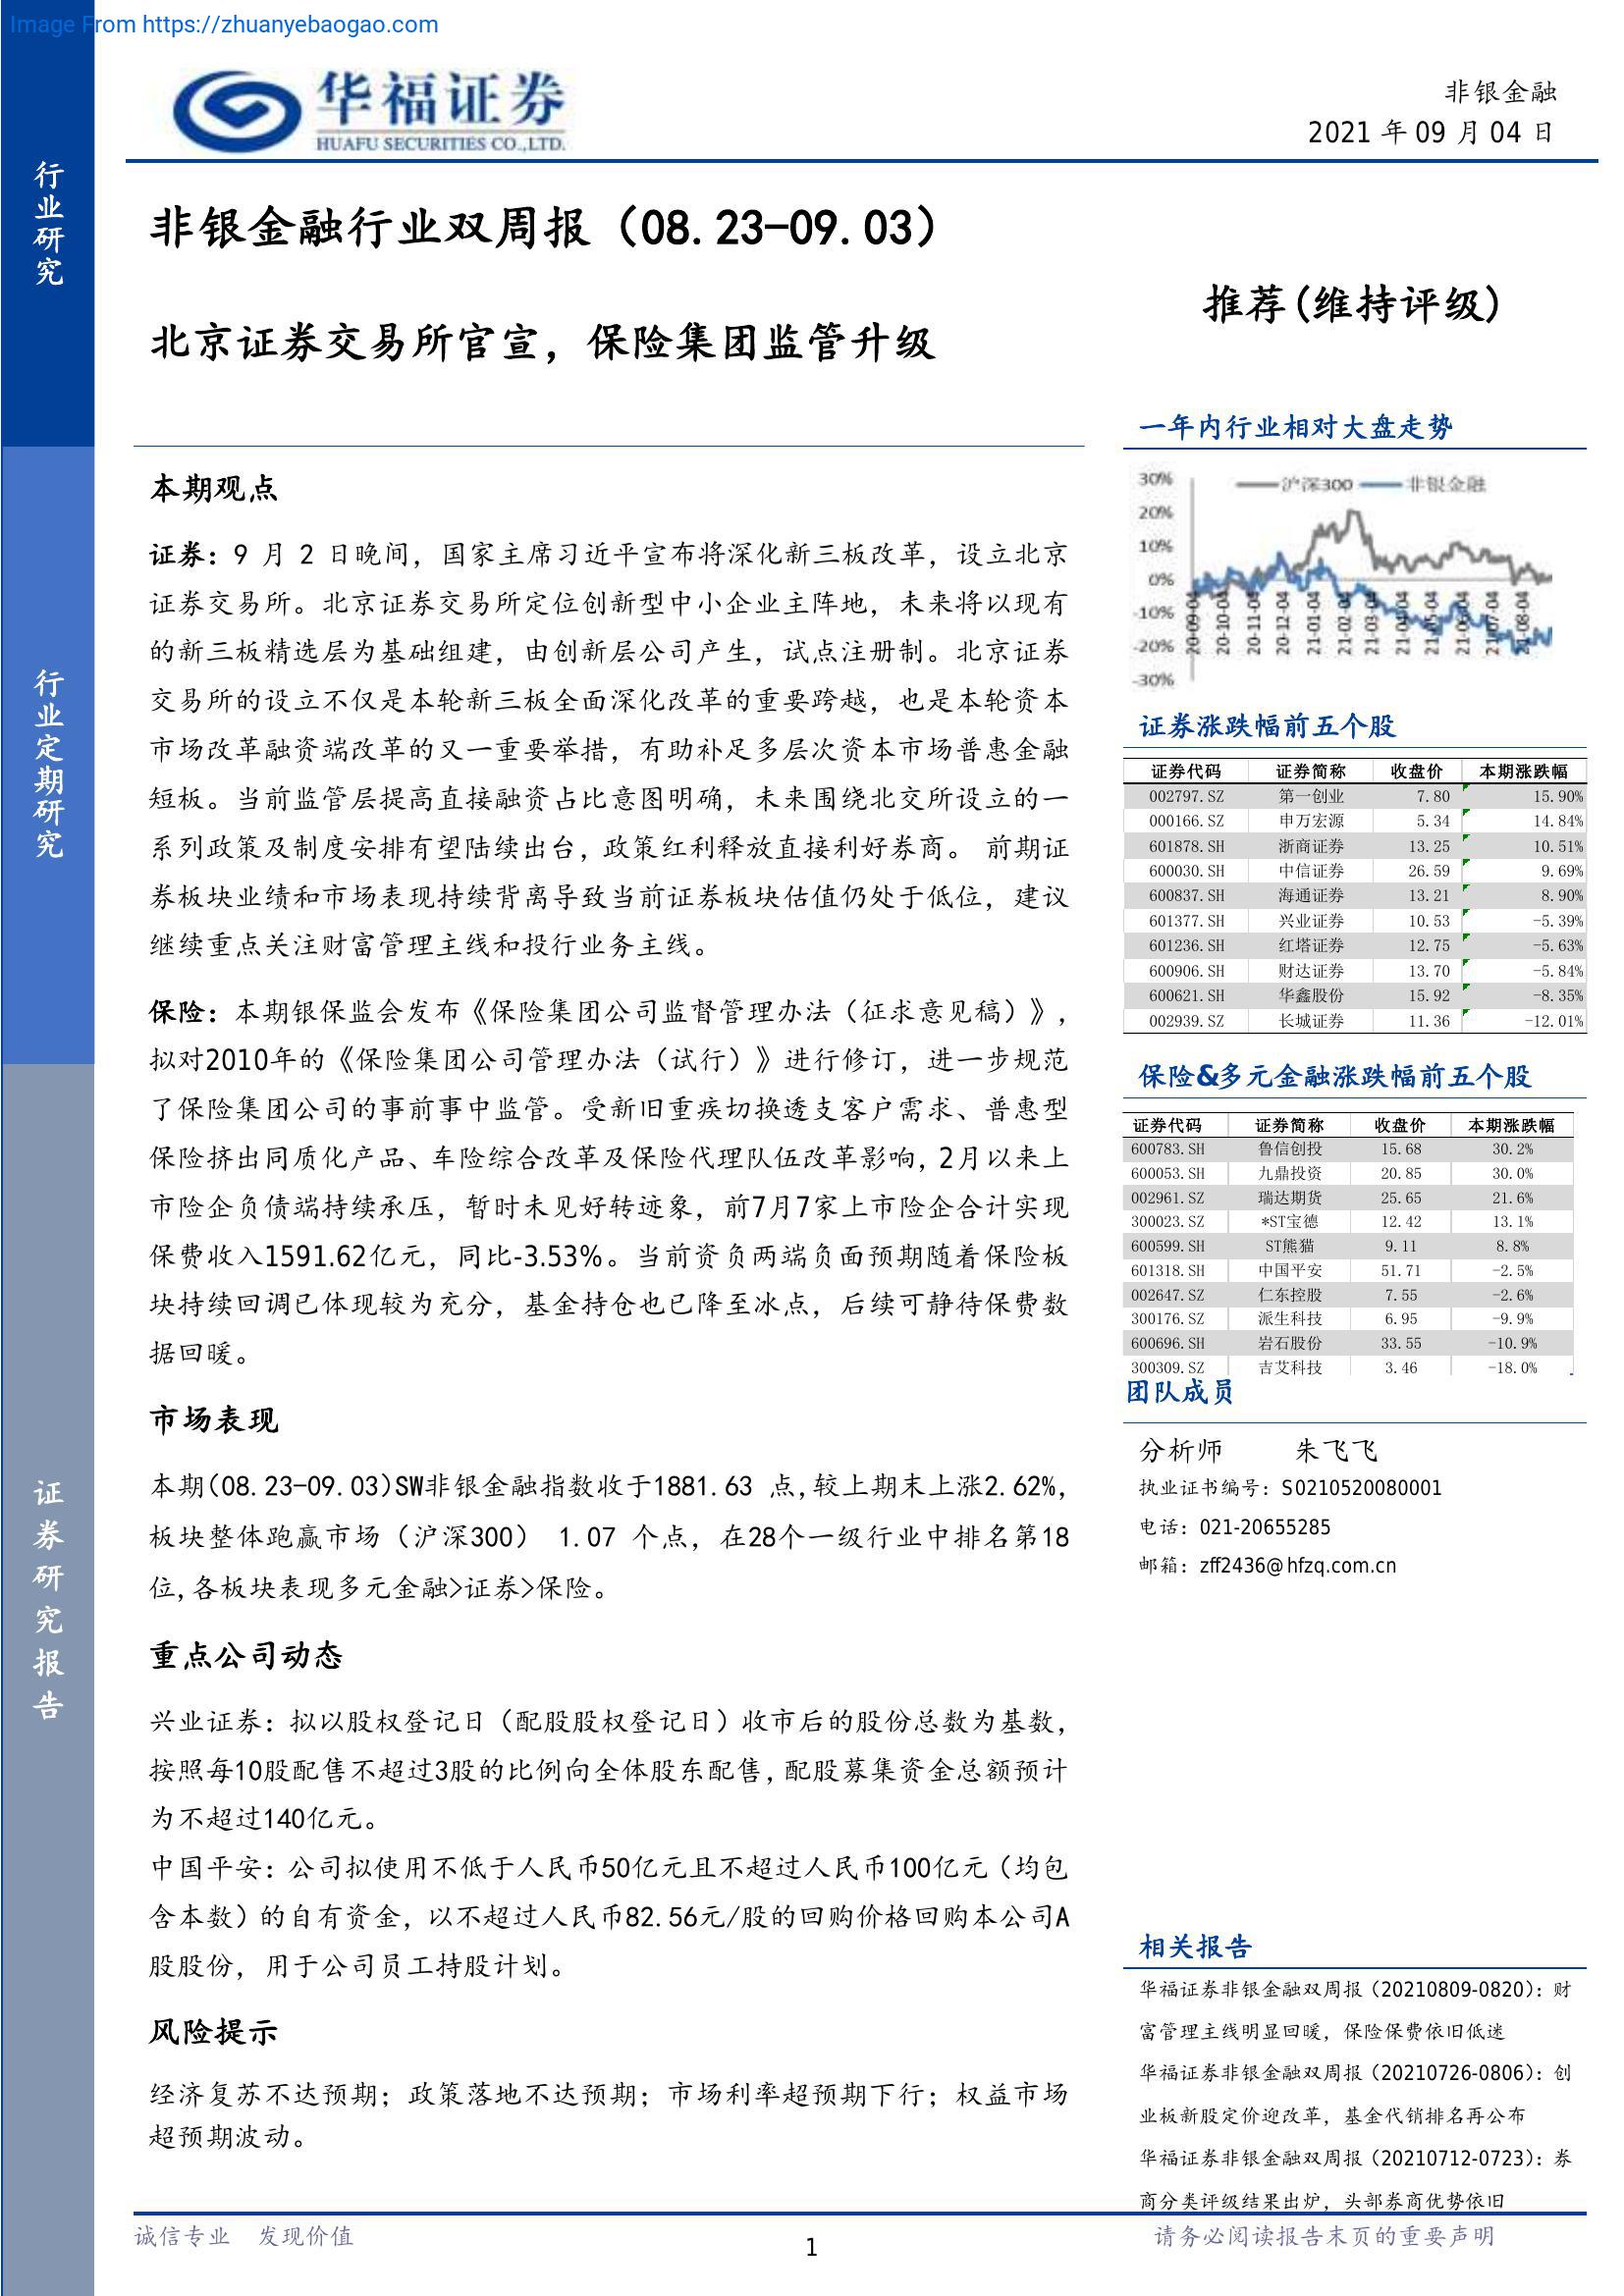 Image From https://zhuanyebaogao.com
华福证券
HUAFU SECURITIES CO.,LTD.
非银金融
2021 年 09 月 04 日
行业研究
行业定期研究
证券研究报告
非银金融行业双周报（08.23-09.03）
北京证券交易所官宣，保险集团监管升级
推荐(维持评级)
本期观点
证券：9 月 2 日晚间，国家主席习近平宣布将深化新三板改革，设立北京
证券交易所。北京证券交易所定位创新型中小企业主阵地，未来将以现有
的新三板精选层为基础组建，由创新层公司产生，试点注册制。北京证券
交易所的设立不仅是本轮新三板全面深化改革的重要跨越，也是本轮资本
市场改革融资端改革的又一重要举措，有助补足多层次资本市场普惠金融
短板。当前监管层提高直接融资占比意图明确，未来围绕北交所设立的一
系列政策及制度安排有望陆续出台，政策红利释放直接利好券商。 前期证
券板块业绩和市场表现持续背离导致当前证券板块估值仍处于低位，建议
继续重点关注财富管理主线和投行业务主线。
保险：本期银保监会发布《保险集团公司监督管理办法（征求意见稿）》，
拟对2010年的《保险集团公司管理办法（试行）》进行修订，进一步规范
了保险集团公司的事前事中监管。受新旧重疾切换透支客户需求、普惠型
保险挤出同质化产品、车险综合改革及保险代理队伍改革影响，2月以来上
市险企负债端持续承压，暂时未见好转迹象，前7月7家上市险企合计实现
保费收入1591.62亿元，同比-3.53%。当前资负两端负面预期随着保险板
块持续回调已体现较为充分，基金持仓也已降至冰点，后续可静待保费数
据回暖。
市场表现
本期(08.23-09.03)SW非银金融指数收于1881.63 点,较上期末上涨2.62%,
板块整体跑赢市场（沪深300） 1.07 个点，在28个一级行业中排名第18
位,各板块表现多元金融>证券>保险。
重点公司动态
兴业证券：拟以股权登记日（配股股权登记日）收市后的股份总数为基数，
按照每10股配售不超过3股的比例向全体股东配售,配股募集资金总额预计
为不超过140亿元。
中国平安：公司拟使用不低于人民币50亿元且不超过人民币100亿元（均包
含本数）的自有资金，以不超过人民币82.56元/股的回购价格回购本公司A
股股份，用于公司员工持股计划。
风险提示
经济复苏不达预期；政策落地不达预期；市场利率超预期下行；权益市场
超预期波动。
一年内行业相对大盘走势
沪深300 非银金融
30%
20%
10%
0%
-10%
-20%
-30%
20-09-04 20-10-04 20-11-04 20-12-04 21-01-04 21-02-04 21-03-04 21-04-04 21-05-04 21-06-04 21-07-04 21-08-04
证券涨跌幅前五个股
证券代码 证券简称 收盘价 本期涨跌幅
002797.SZ 第一创业 7.80 15.90%
000166.SZ 申万宏源 5.34 14.84%
601878.SH 浙商证券 13.25 10.51%
600030.SH 中信证券 26.59 9.69%
600837.SH 海通证券 13.21 8.90%
601377.SH 兴业证券 10.53 -5.39%
601236.SH 红塔证券 12.75 -5.63%
600906.SH 财达证券 13.70 -5.84%
600621.SH 华鑫股份 15.92 -8.35%
002939.SZ 长城证券 11.36 -12.01%
保险&多元金融涨跌幅前五个股
证券代码 证券简称 收盘价 本期涨跌幅
600783.SH 鲁信创投 15.68 30.2%
600053.SH 九鼎投资 20.85 30.0%
002961.SZ 瑞达期货 25.65 21.6%
300023.SZ *ST宝德 12.42 13.1%
600599.SH ST熊猫 9.11 8.8%
601318.SH 中国平安 51.71 -2.5%
002647.SZ 仁东控股 7.55 -2.6%
300176.SZ 派生科技 6.95 -9.9%
600696.SH 岩石股份 33.55 -10.9%
300309.SZ 吉艾科技 3.46 -18.0%
团队成员
分析师 朱飞飞
执业证书编号：S0210520080001
电话：021-20655285
邮箱：zff2436@hfzq.com.cn
相关报告
华福证券非银金融双周报（20210809-0820）：财
富管理主线明显回暖，保险保费依旧低迷
华福证券非银金融双周报（20210726-0806）：创
业板新股定价迎改革，基金代销排名再公布
华福证券非银金融双周报（20210712-0723）：券
商分类评级结果出炉，头部券商优势依旧
诚信专业 发现价值
1
请务必阅读报告末页的重要声明